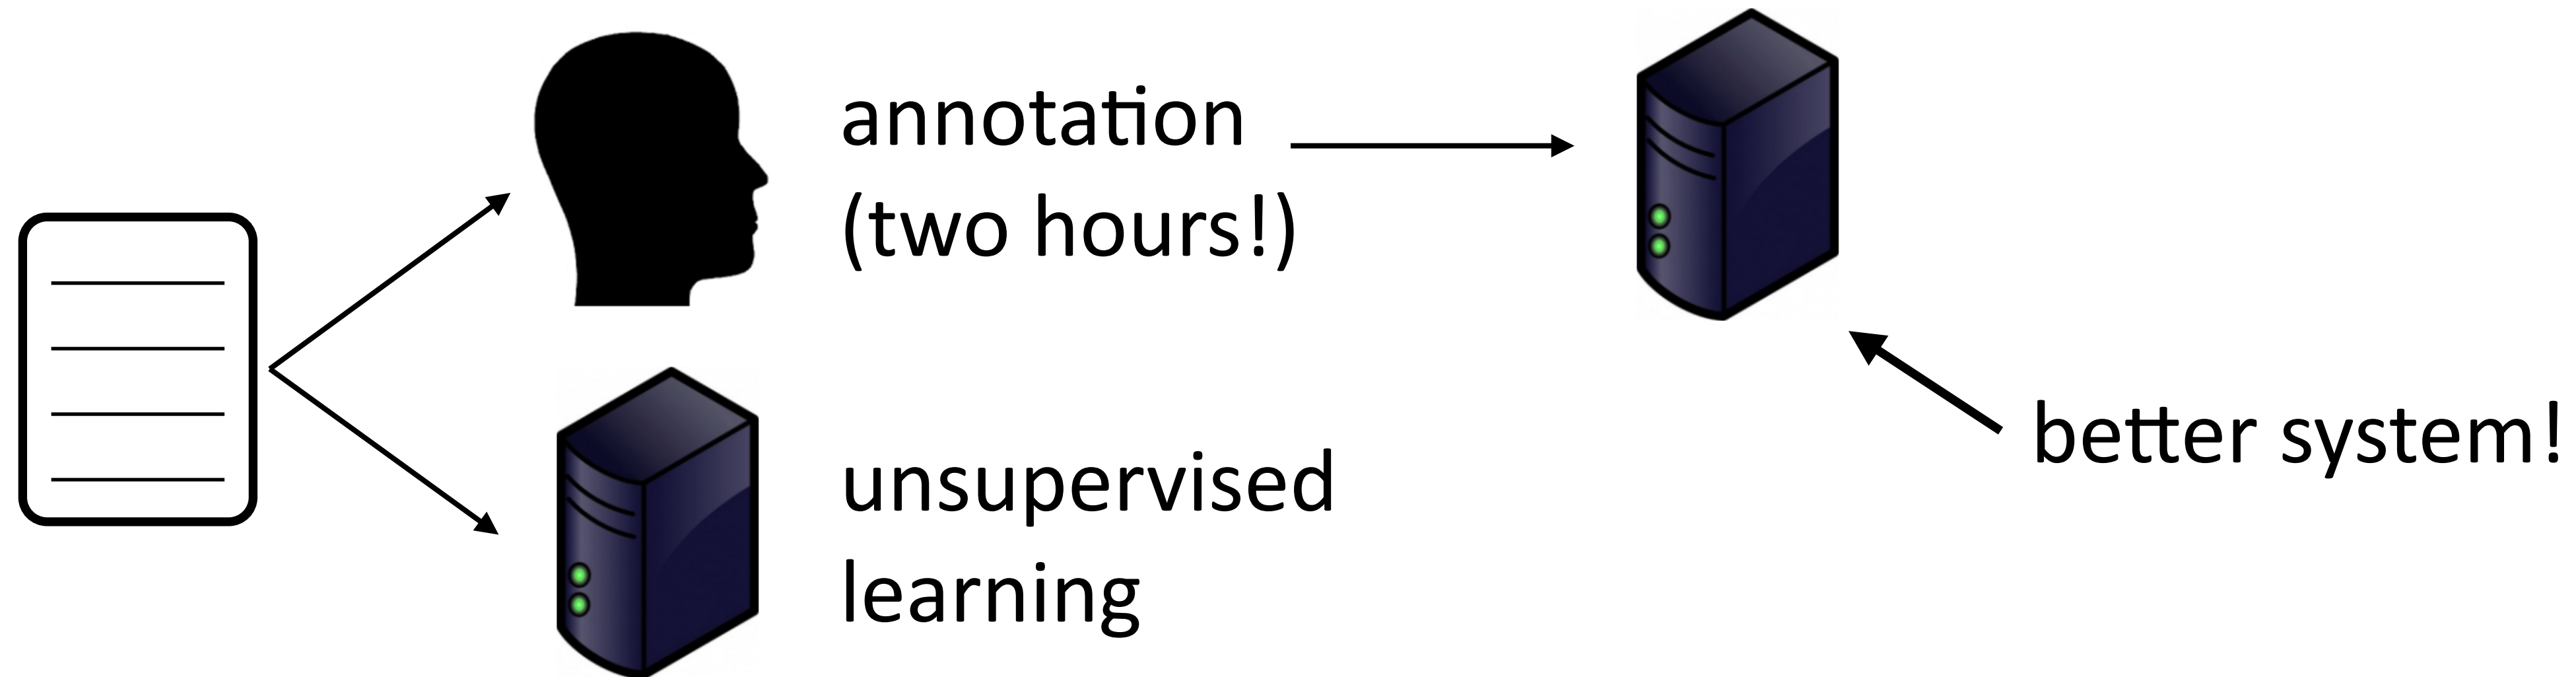 annotation
(two hours!)
unsupervised
learning
better system!